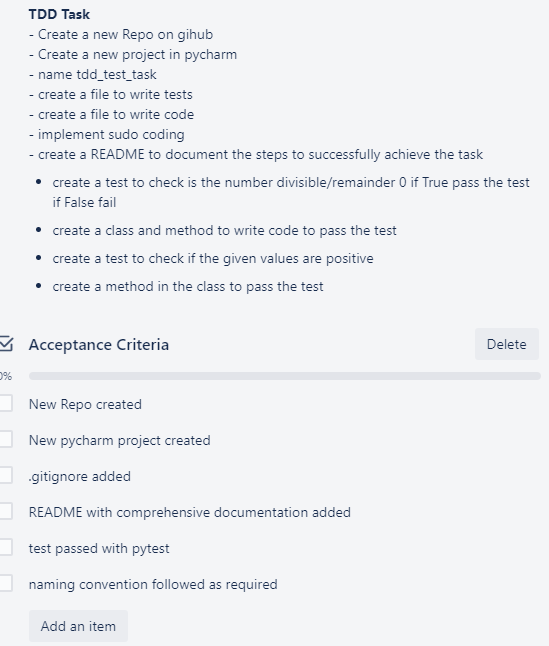 TDD Task
- Create a new Repo on gihub
- Create a new project in pycharm
- name tdd_test_task
- create a file to write tests
- create a file to write code
- implement sudo coding
- create a README to document the steps to successfully achieve the task
• create a test to check is the number divisible/remainder 0 if True pass the test
if False fail
• create a class and method to write code to pass the test
• create a test to check if the given values are positive
• create a method in the class to pass the test
Acceptance Criteria
Delete
0%
New Repo created
New pycharm project created
.gitignore added
README with comprehensive documentation added
test passed with pytest
naming convention followed as required
Add an item